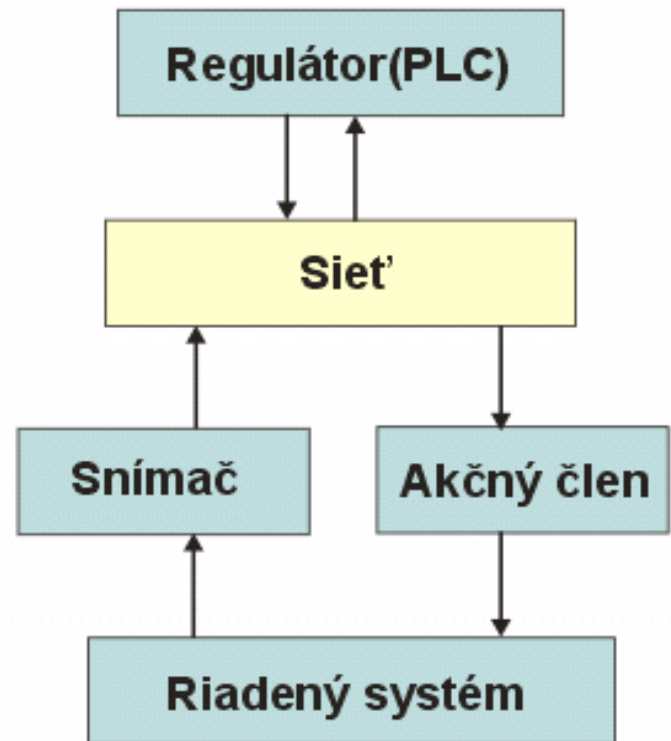 Regulátor(PLC)
Sieť
Snímač
Akčný člen
Riadený systém